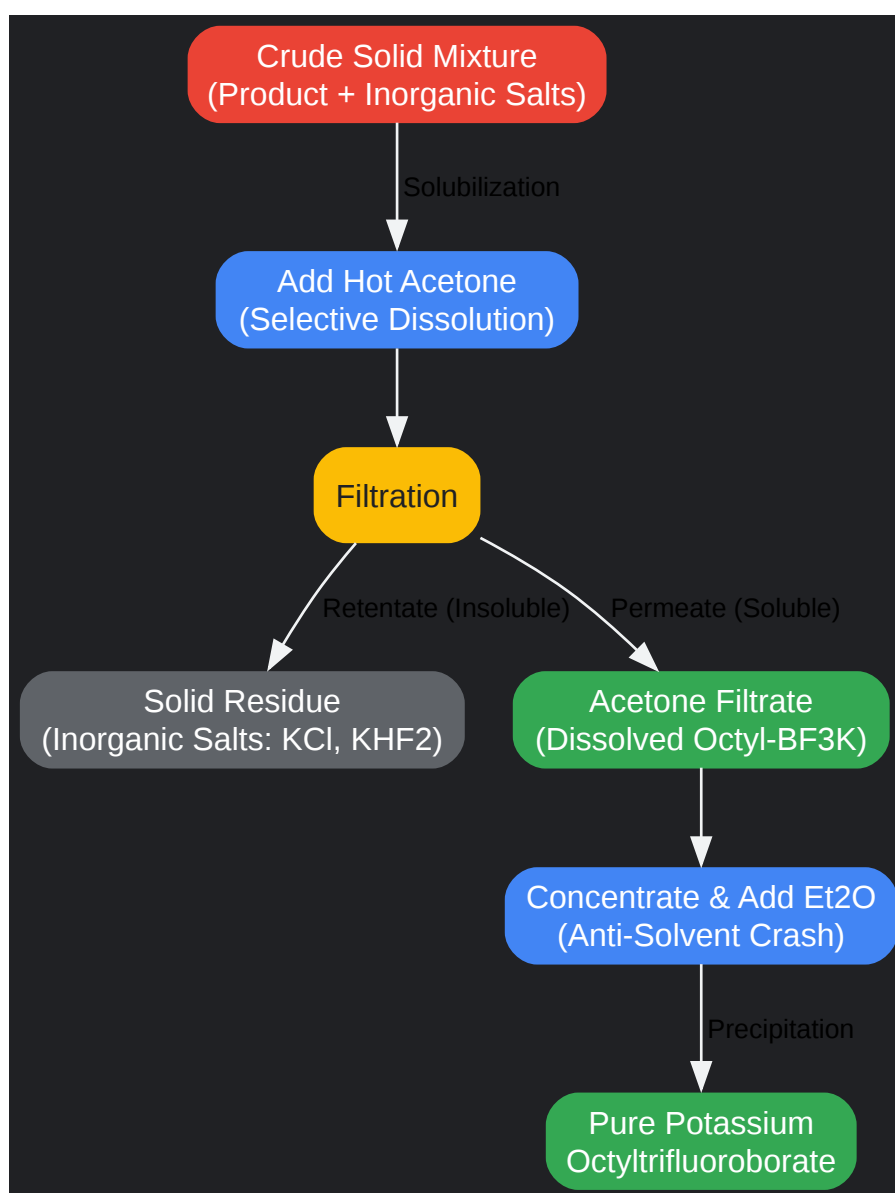 Crude Solid Mixture
(Product + Inorganic Salts)
Solubilization
Add Hot Acetone
(Selective Dissolution)
Filtration
Retentate (Insoluble)
Permeate (Soluble)
Solid Residue
(Inorganic Salts: KCl, KHF2)
Acetone Filtrate
(Dissolved Octyl-BF3K)
Concentrate & Add Et2O
(Anti-Solvent Crash)
Precipitation
Pure Potassium
Octyltrifluoroborate